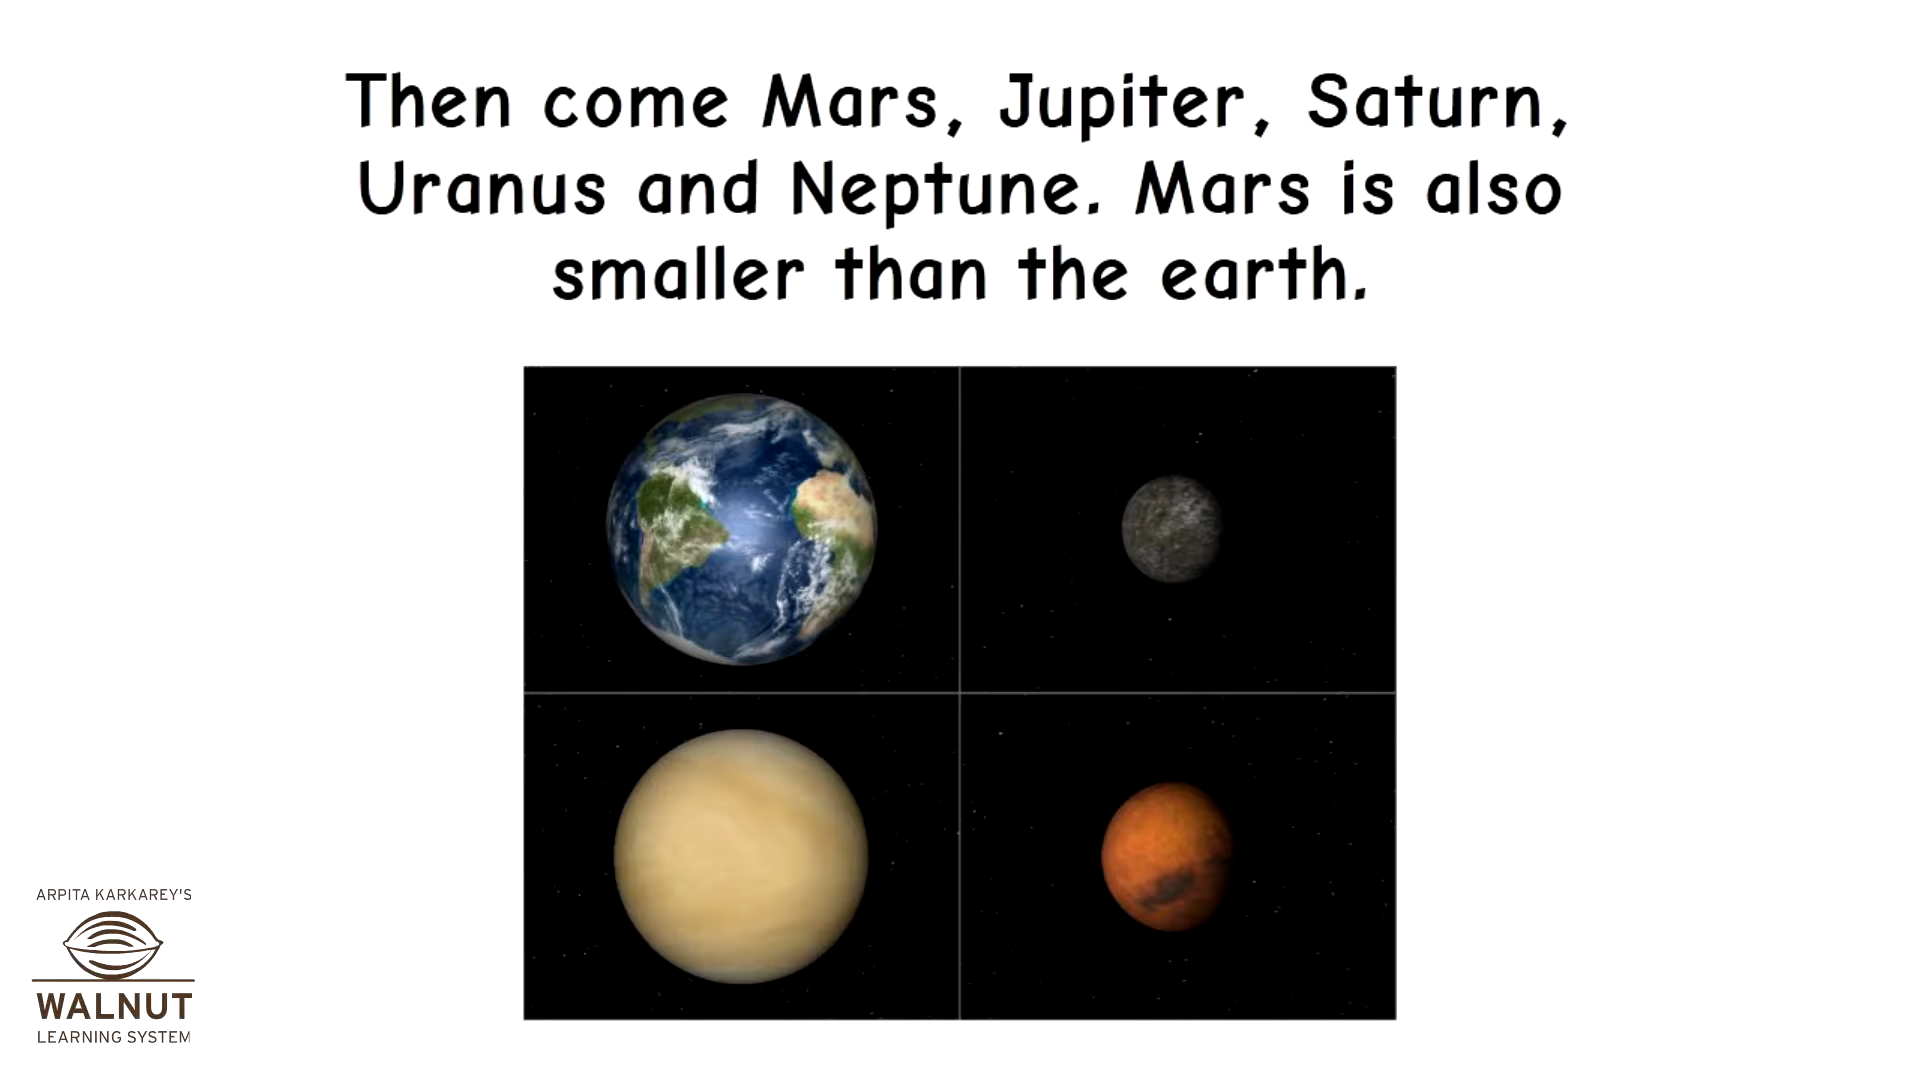 Then come Mars, Jupiter, Saturn,
Uranus and Neptune. Mars is also
smaller than the earth.
ARPITA KARKAREY'S
WALNUT
LEARNING SYSTEM